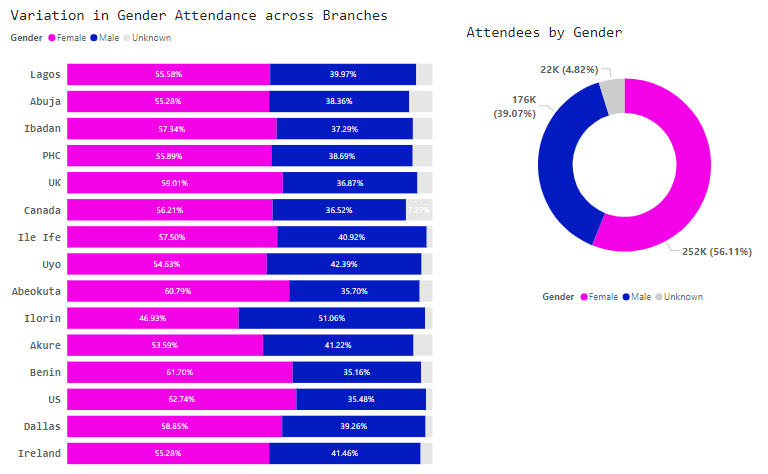 Variation in Gender Attendance across Branches
Gender Female Male Unknown
Lagos 55.58% 39.97%
Abuja 55.28% 38.36%
Ibadan 57.34% 37.29%
PHC 55.89% 38.69%
UK 59.01% 36.87%
Canada 56.21% 36.52% 7.27%
Ile Ife 57.50% 40.92%
Uyo 54.63% 42.39%
Abeokuta 60.79% 35.70%
Ilorin 46.93% 51.06%
Akure 53.59% 41.22%
Benin 61.70% 35.16%
US 62.74% 35.48%
Dallas 58.85% 39.26%
Ireland 55.28% 41.46%
Attendees by Gender
22K (4.82%)
176K
(39.07%)
252K (56.11%)
Gender Female Male Unknown